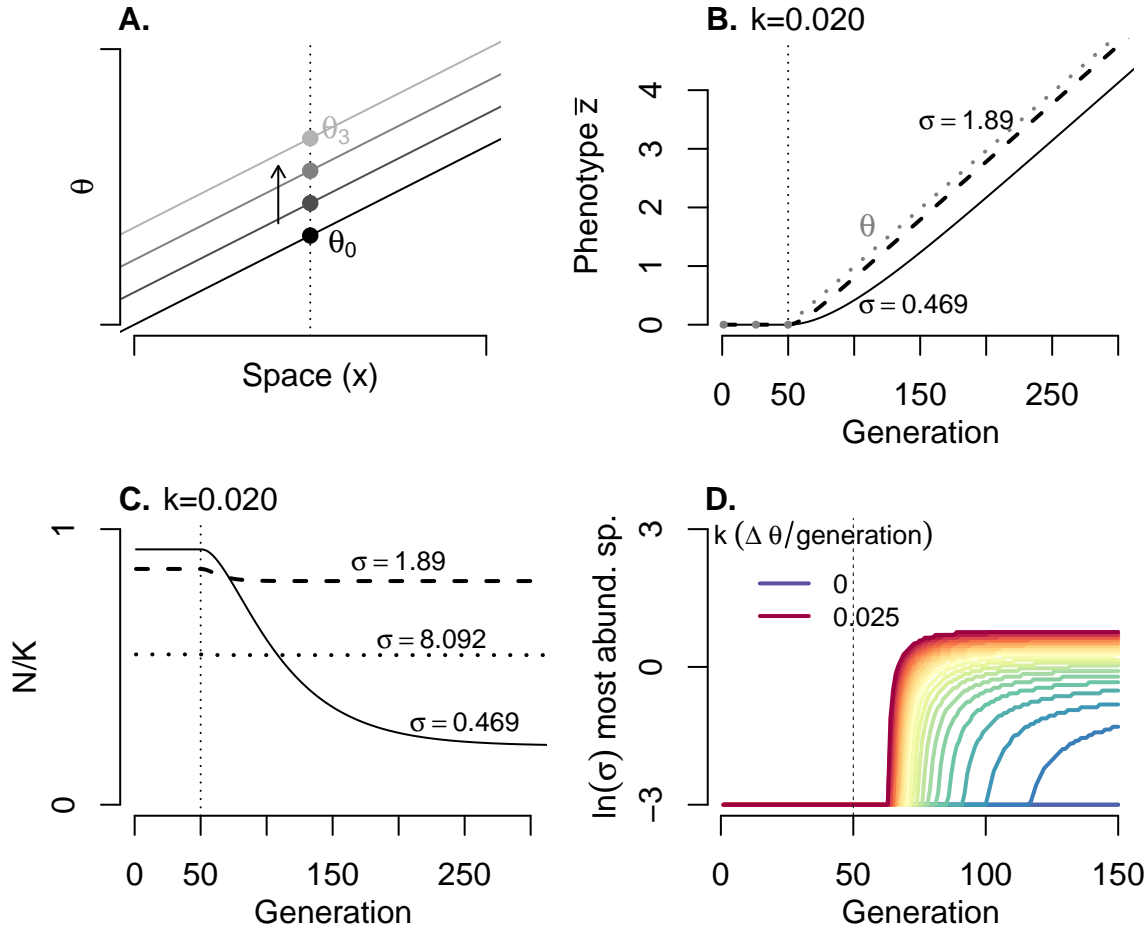 A.
θ
θ₃
θ₀
Space (x)
B. k=0.020
Phenotype z̅
4
3
2
1
0
σ = 1.89
θ
σ = 0.469
0 50 150 250
Generation
C. k=0.020
N/K
1
0
σ = 1.89
σ = 8.092
σ = 0.469
0 50 150 250
Generation
D.
ln(σ) most abund. sp.
3
0
−3
k (Δ θ/generation)
0
0.025
0 50 100 150
Generation